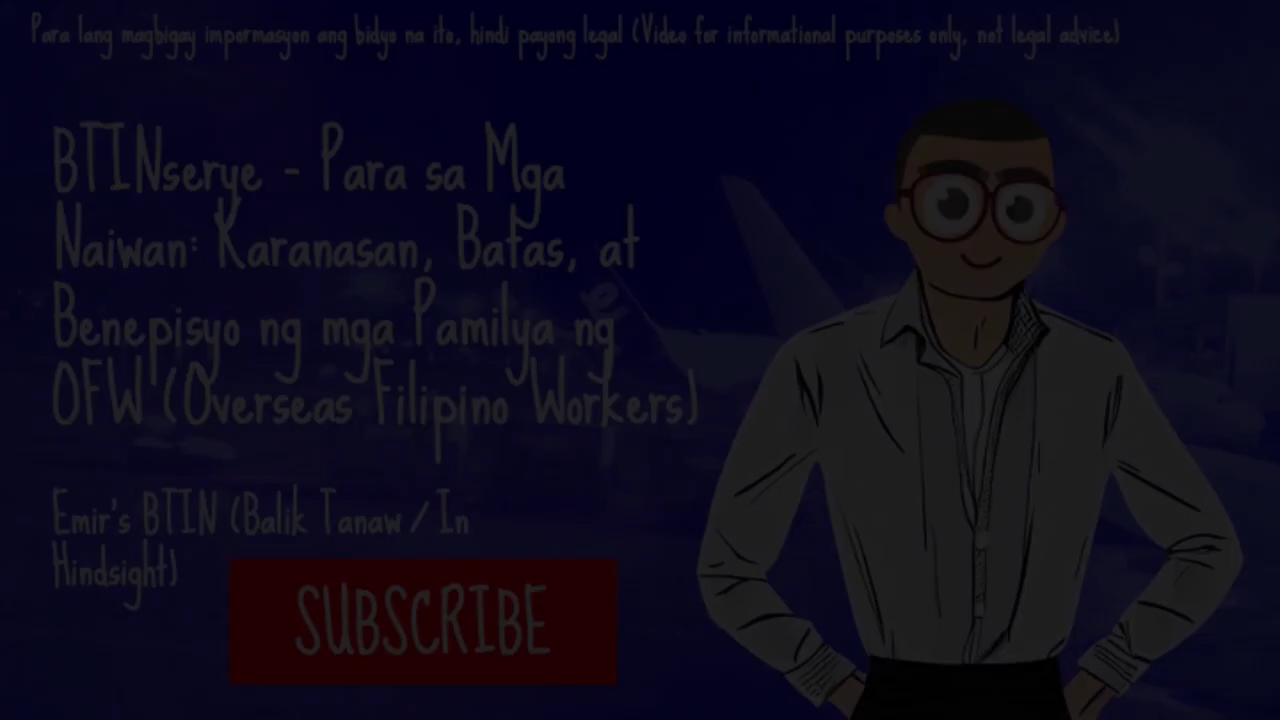 Para lang magbigay impormasyon ang bidyo na ito, hindi payong legal (Video for informational purposes only, not legal advice)
BTINserye - Para sa Mga
Naiwan: Karanasan, Batas, at
Benepisyo ng mga Pamilya ng
OFW (Overseas Filipino Workers)
Emir's BTIN (Balik Tanaw / In
Hindsight)
SUBSCRIBE